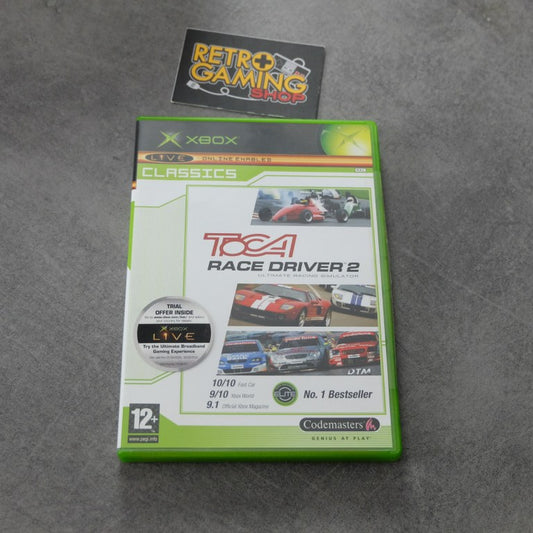 RETRO
GAMING
SHOP
XBOX
LIVE ONLINE ENABLED
CLASSICS
TOCA
RACE DRIVER 2
ULTIMATE RACING SIMULATOR
TRIAL
OFFER INSIDE
XBOX
LIVE
Try the Ultimate Broadband
Gaming Experience
DTM
10/10 Fast Car
9/10 Xbox World
9.1 Official Xbox Magazine
ELITE
No. 1 Bestseller
12+
www.pegi.info
Codemasters
GENIUS AT PLAY